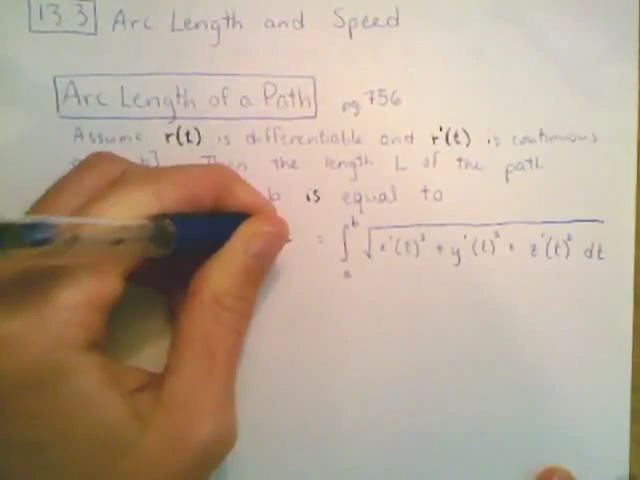 13.3 Arc Length and Speed
Arc Length of a Path pg 756
Assume r(t) is differentiable and r'(t) is continuous
b]. Then the length L of the path
b is equal to
= ∫ₐᵇ √x'(t)² + y'(t)² + z'(t)² dt